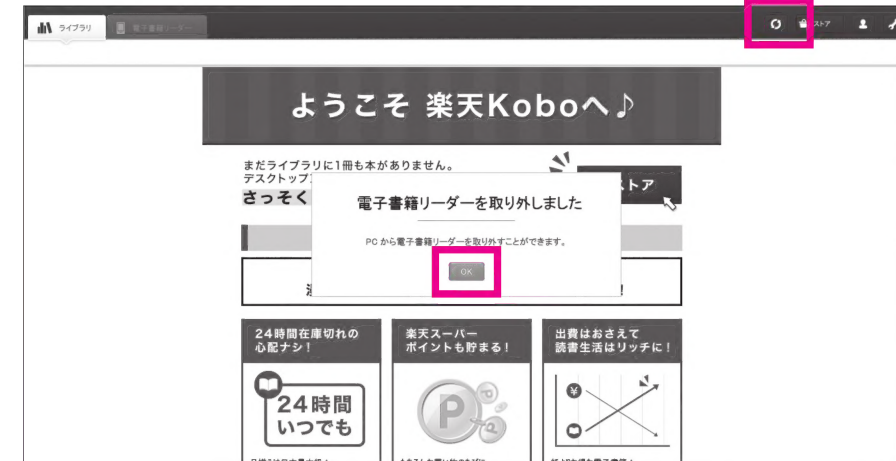 ライブラリ
電子書籍リーダー
ストア
ようこそ 楽天Koboへ♪
まだライブラリに1冊も本がありません。
デスクトップ
さっそく
トア
電子書籍リーダーを取り外しました
PC から電子書籍リーダーを取り外すことができます。
OK
!
24時間在庫切れの
心配ナシ!
楽天スーパー
ポイントも貯まる!
出費はおさえて
読書生活はリッチに!
24時間
いつでも
P
P
P
¥